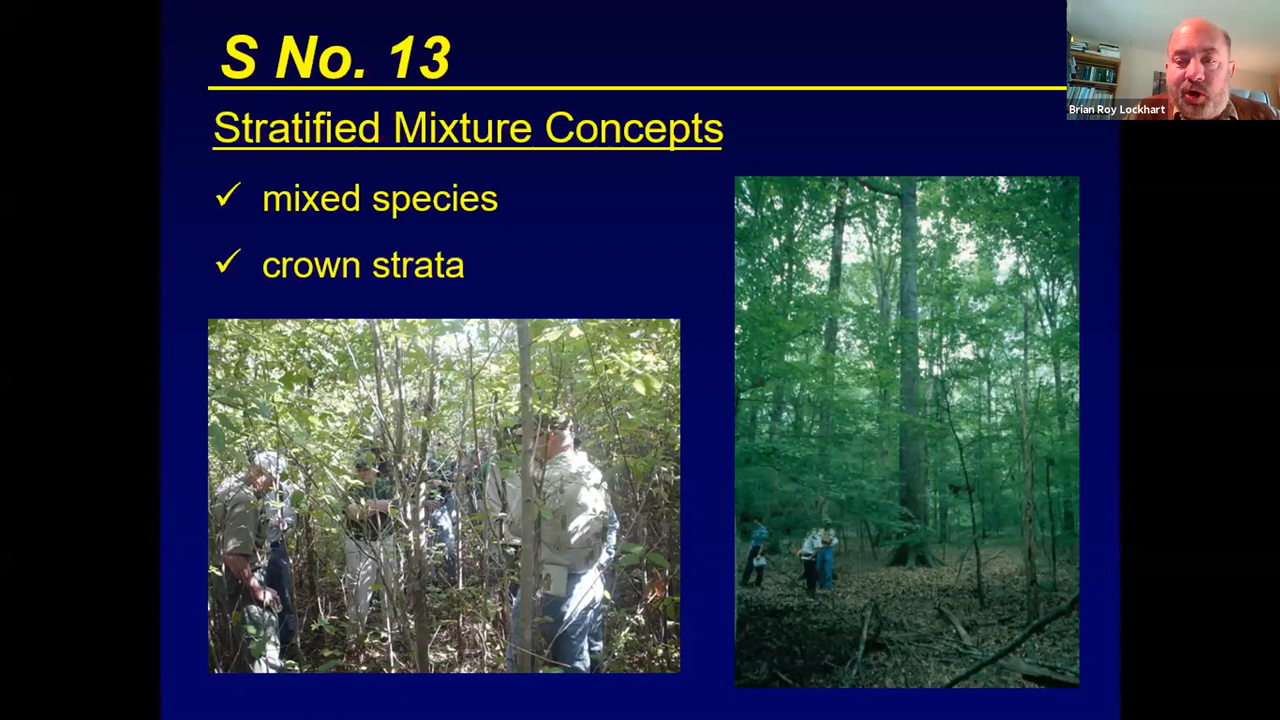 S No. 13
Brian Roy Lockhart
Stratified Mixture Concepts
✓ mixed species
✓ crown strata